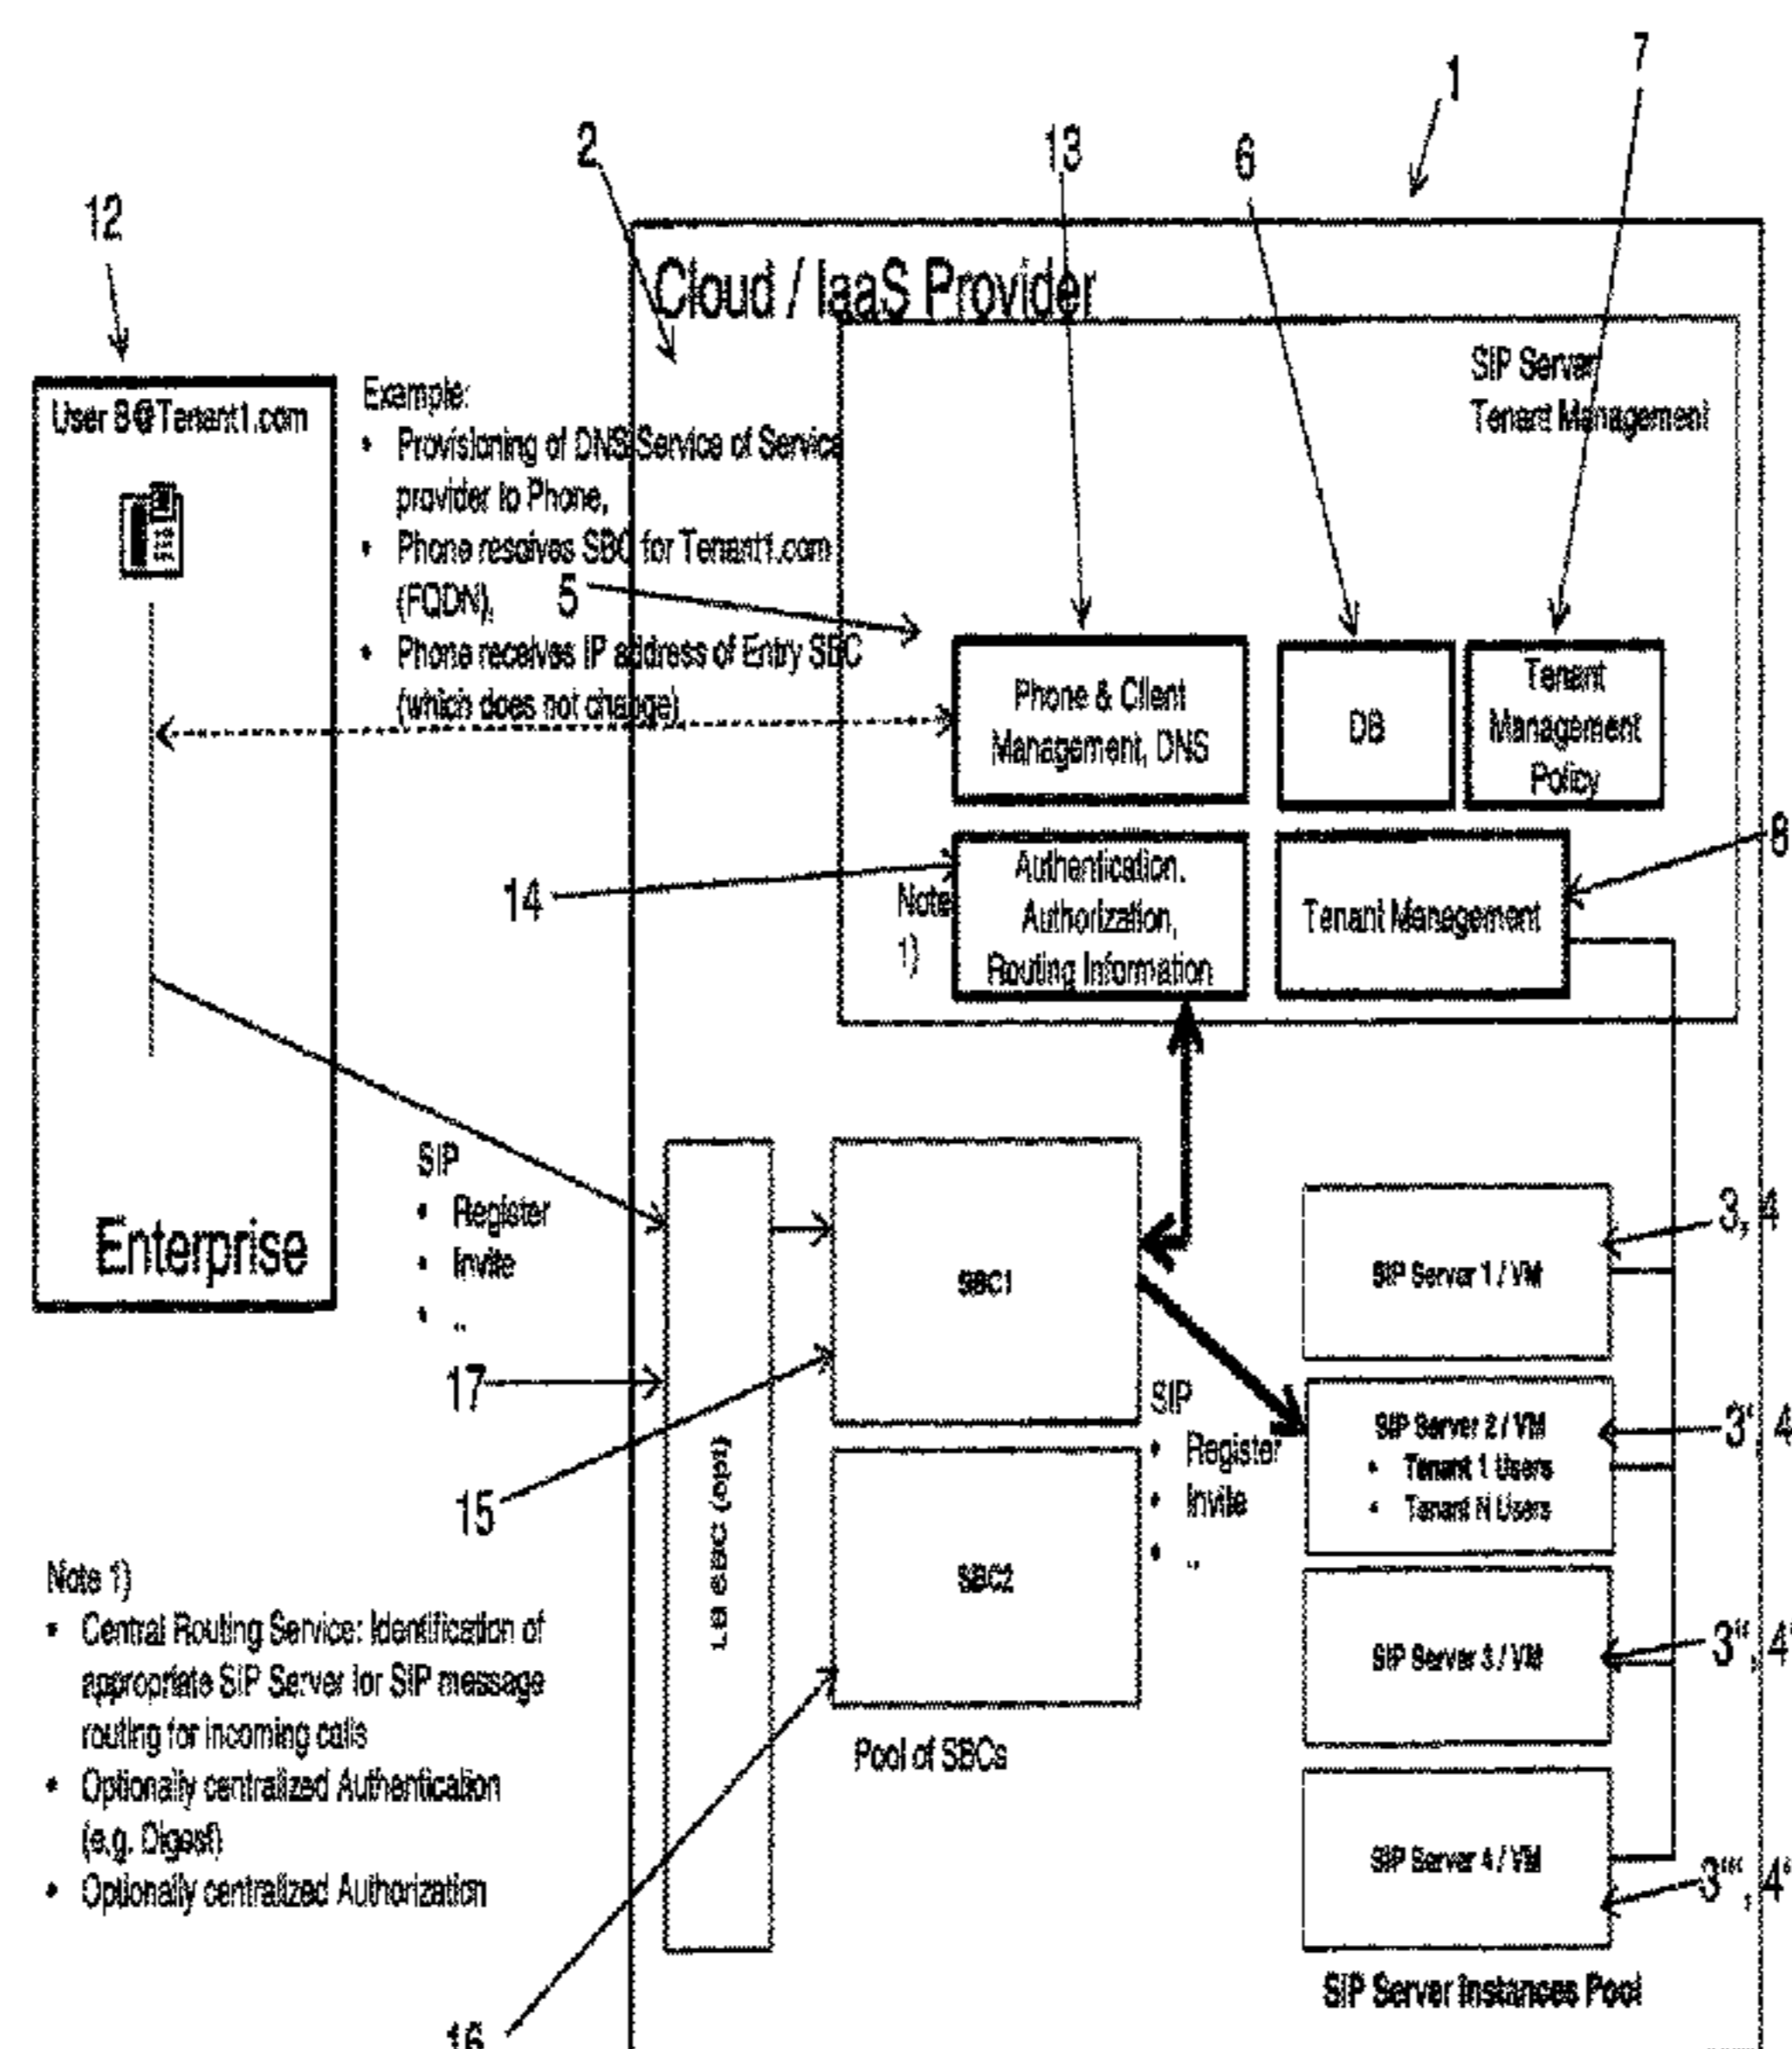 7
1
2
13
6
12
Cloud / IaaS Provider
SIP Server
Tenant Management
User B@Tenant1.com
Example:
• Provisioning of DNS Service of Service
provider to Phone,
• Phone resolves SBC for Tenant1.com
(FQDN),
5
• Phone receives IP address of Entry SBC
(which does not change)
Phone & Client
Management, DNS
DB
Tenant
Management
Policy
8
14
Note
1)
Authentication.
Authorization,
Routing Information
Tenant Management
SIP
• Register
• Invite
• ..
Enterprise
SBC1
SIP Server 1 / VM
3, 4
17
15
LB SBC (opt)
SIP
• Register
• Invite
• ..
SIP Server 2 / VM
• Tenant 1 Users
• Tenant N Users
3', 4
SBC2
SIP Server 3 / VM
3'', 4'
Note 1)
• Central Routing Service: Identification of
appropriate SIP Server for SIP message
routing for incoming calls
• Optionally centralized Authentication
(e.g. Digest)
• Optionally centralized Authorization
Pool of SBCs
SIP Server 4 / VM
3''', 4'
SIP Server Instances Pool
16